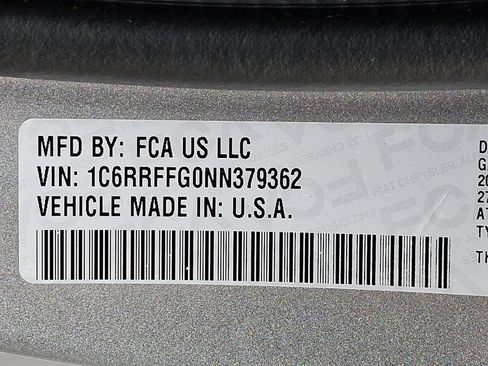 MFD BY: FCA US LLC
VIN: 1C6RRFFG0NN379362
VEHICLE MADE IN: U.S.A.